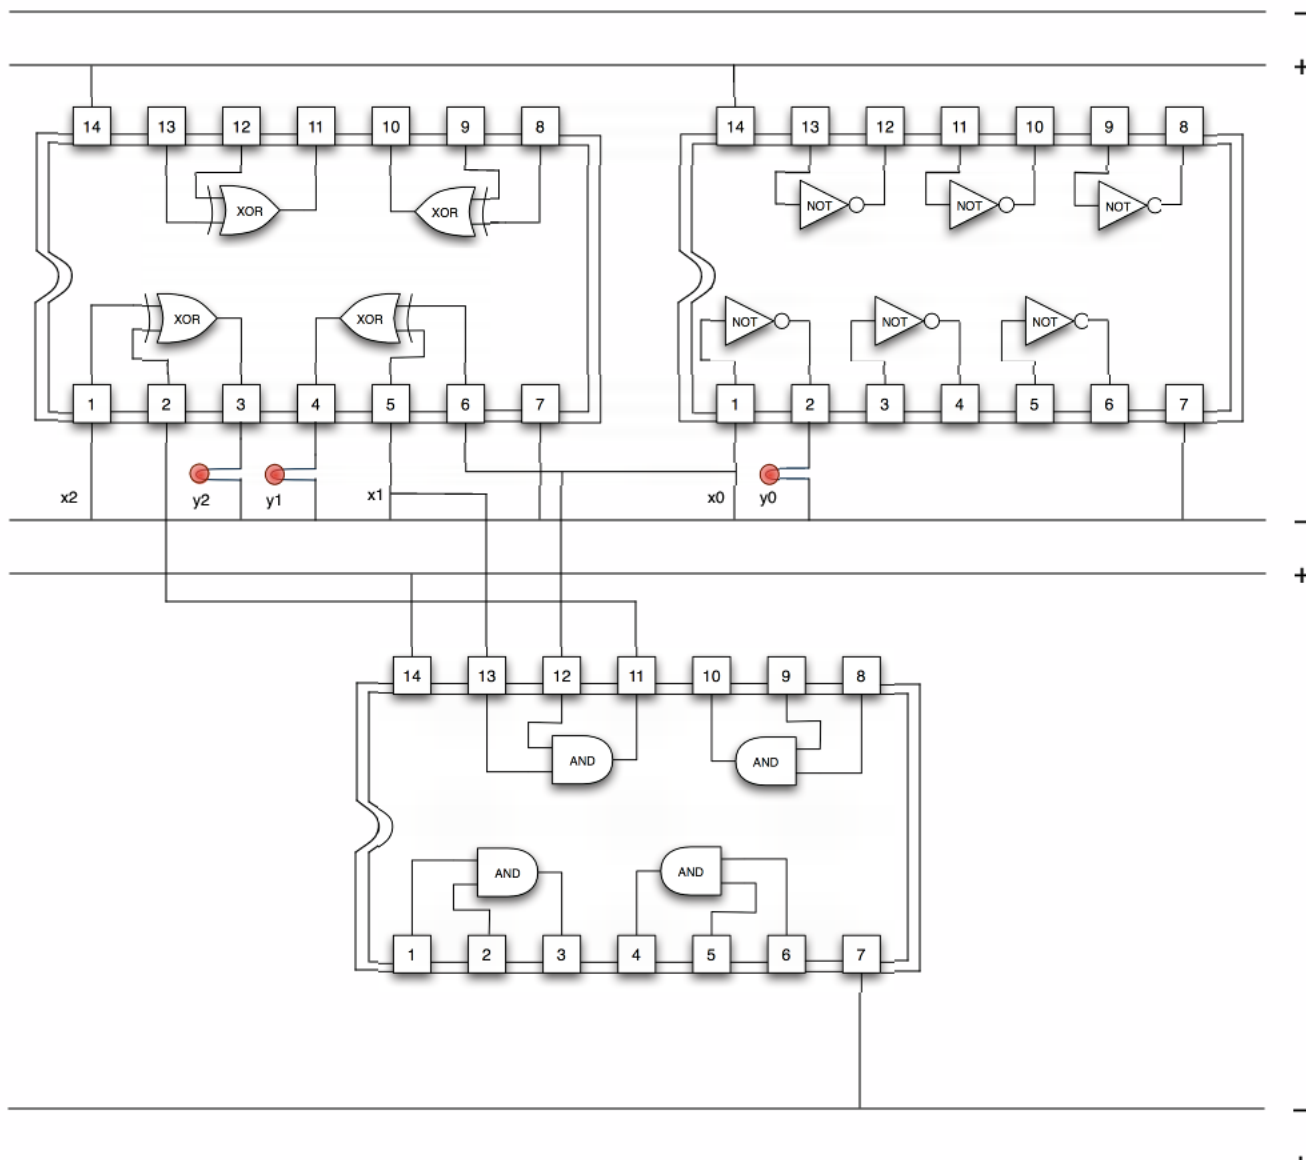 −
+
14 13 12 11 10 9 8 14 13 12 11 10 9 8
XOR XOR NOT NOT NOT
XOR XOR NOT NOT NOT
1 2 3 4 5 6 7 1 2 3 4 5 6 7
x2 y2 y1 x1 x0 y0
−
+
14 13 12 11 10 9 8
AND AND
AND AND
1 2 3 4 5 6 7
−